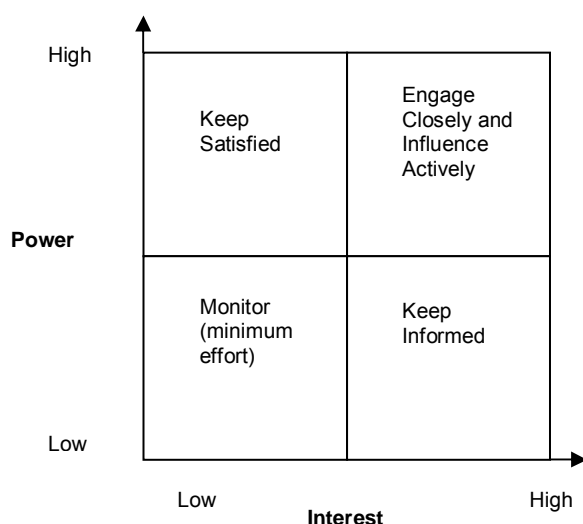 High
Keep
Satisfied
Engage
Closely and
Influence
Actively
Power
Monitor
(minimum
effort)
Keep
Informed
Low
Low
High
Interest